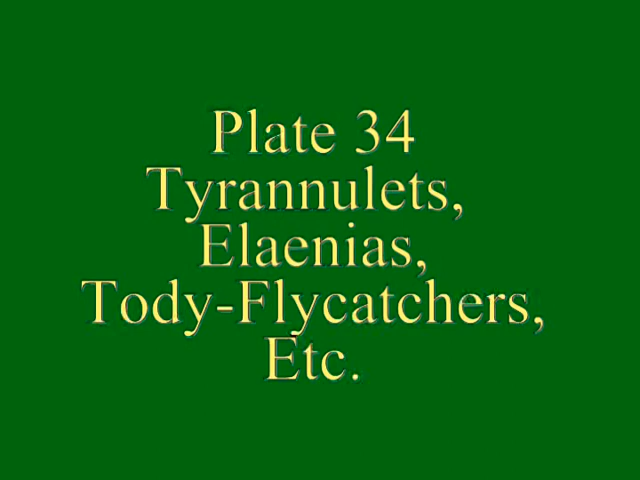 Plate 34
Tyrannulets,
Elaenias,
Tody-Flycatchers,
Etc.